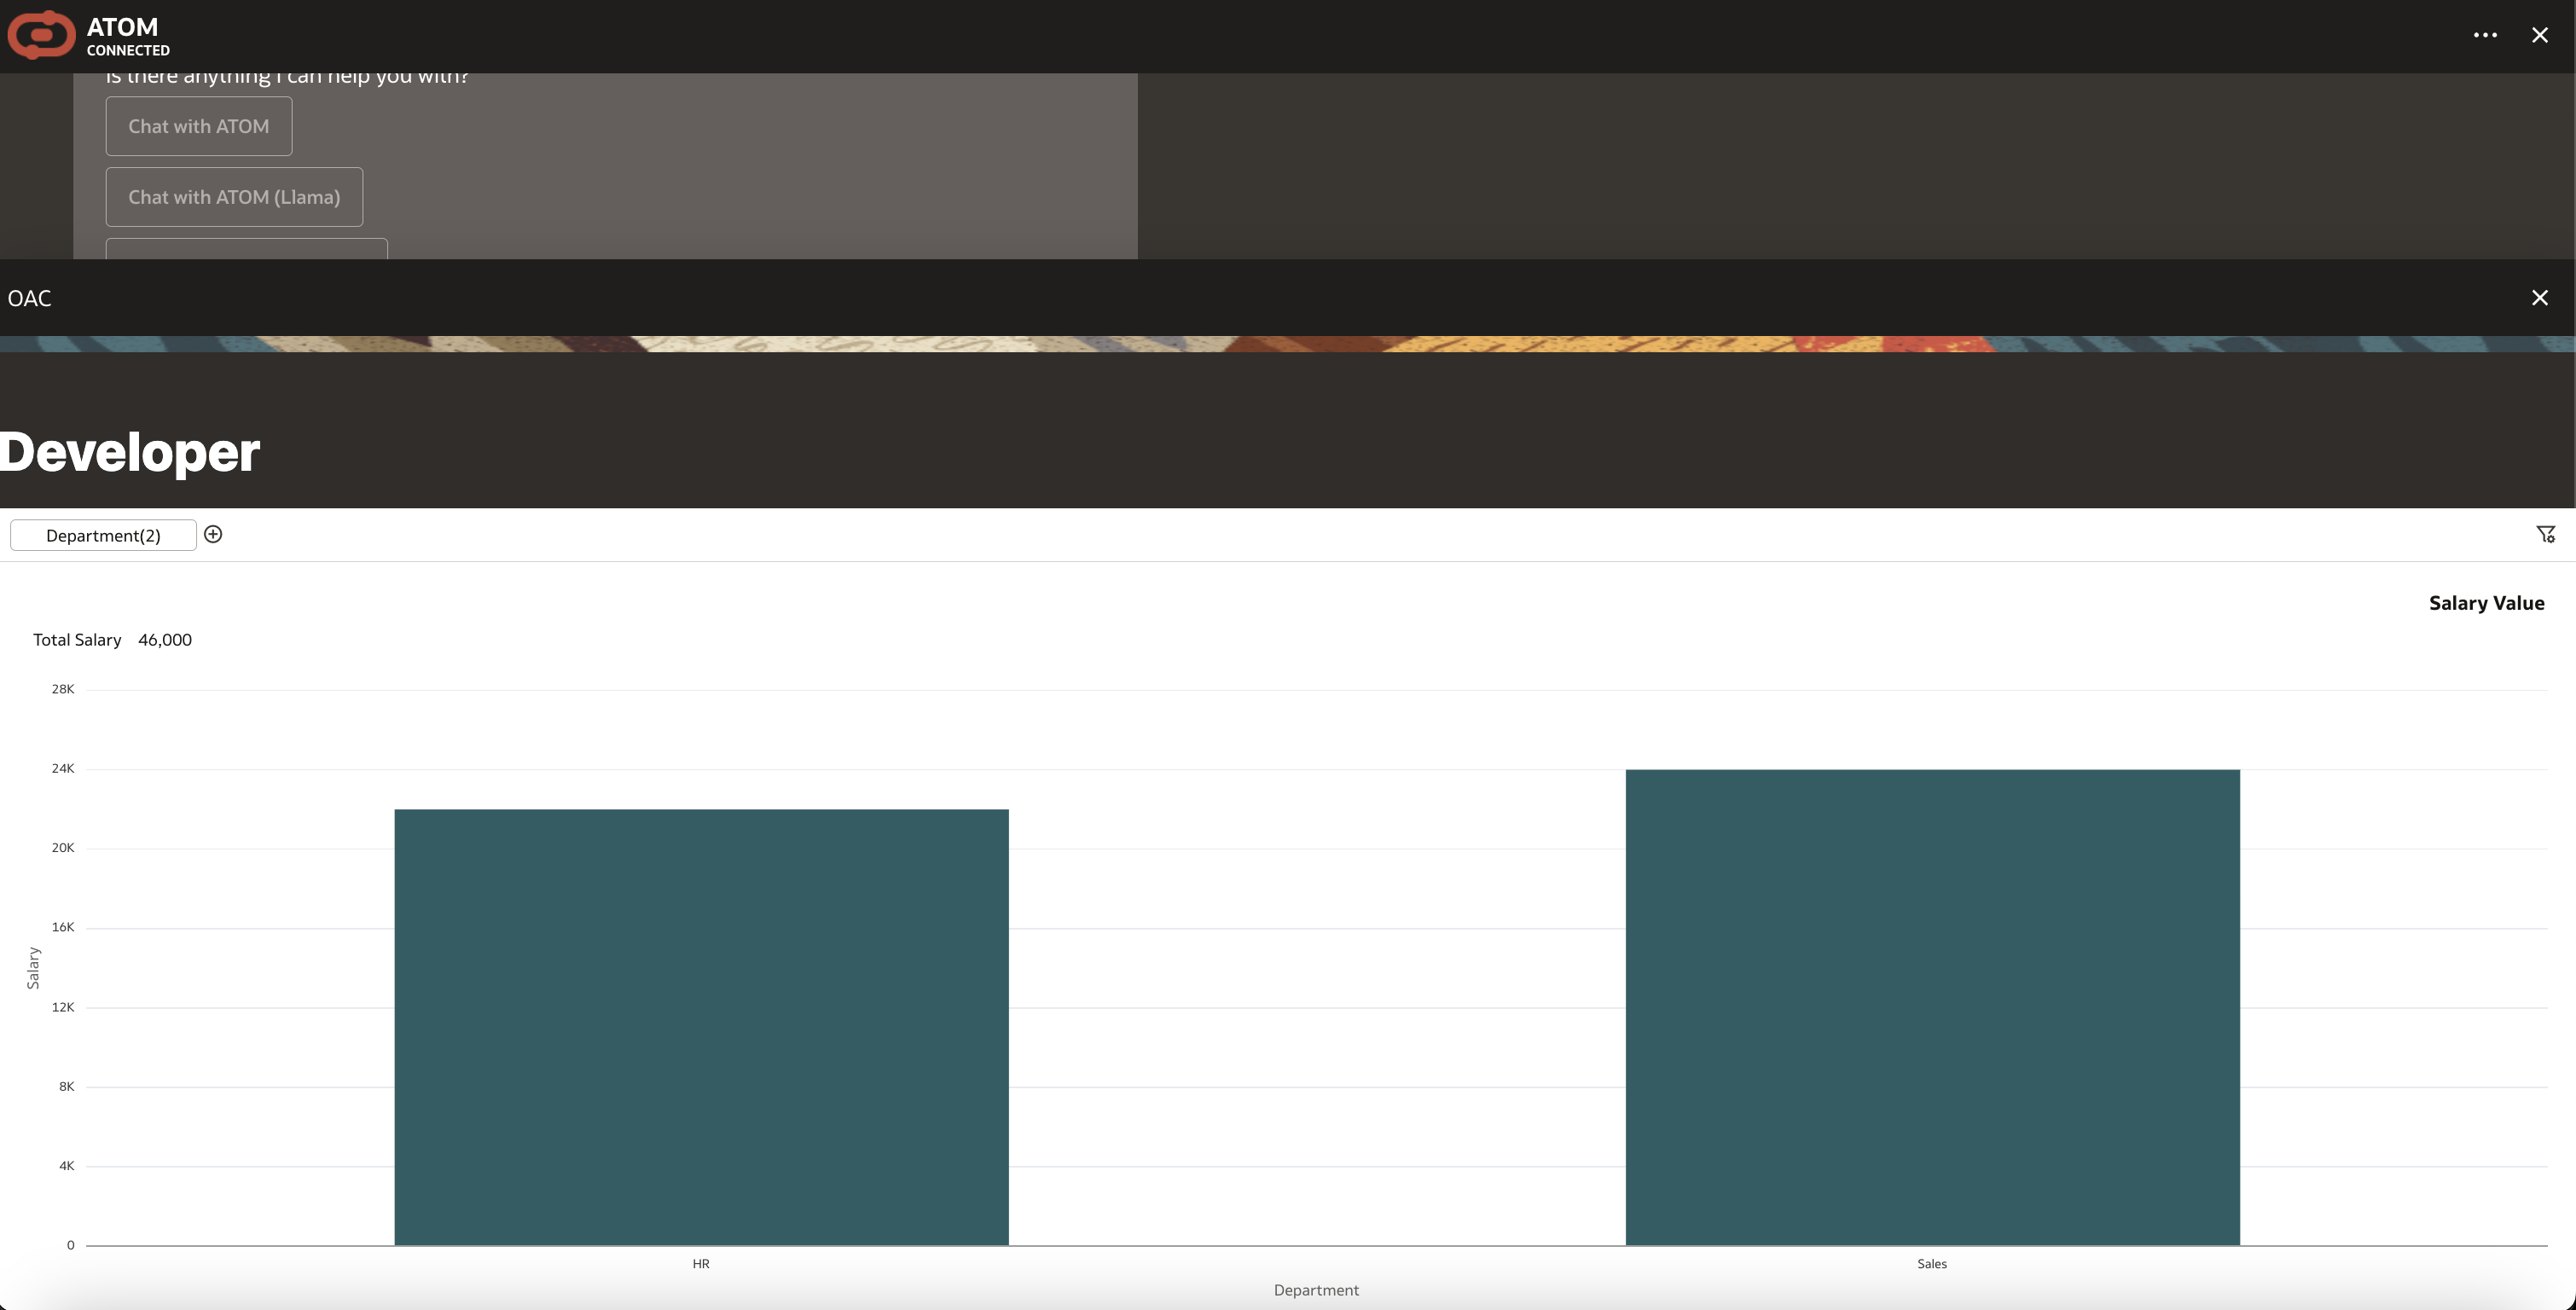 ATOM
CONNECTED
Is there anything I can help you with?
Chat with ATOM
Chat with ATOM (Llama)
OAC
Developer
Department(2)
Salary Value
Total Salary 46,000
28K
24K
20K
16K
12K
8K
4K
0
Salary
HR
Sales
Department